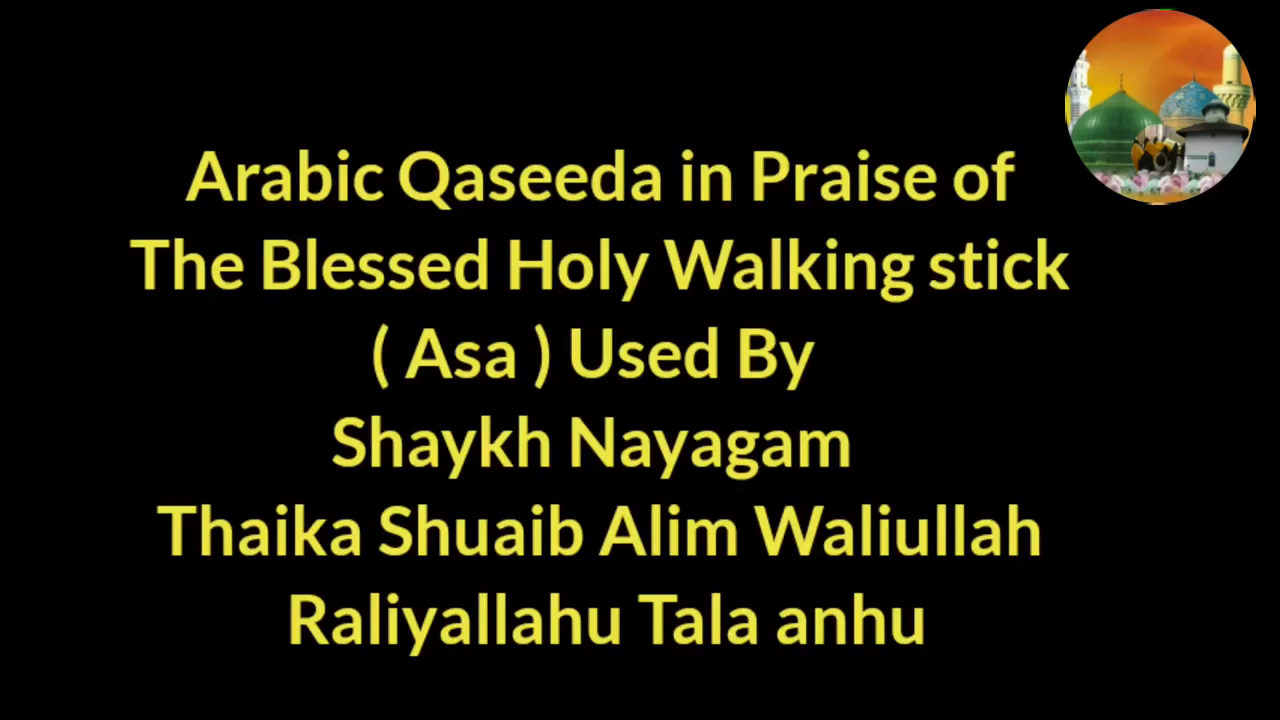 Arabic Qaseeda in Praise of
The Blessed Holy Walking stick
( Asa ) Used By
Shaykh Nayagam
Thaika Shuaib Alim Waliullah
Raliyallahu Tala anhu